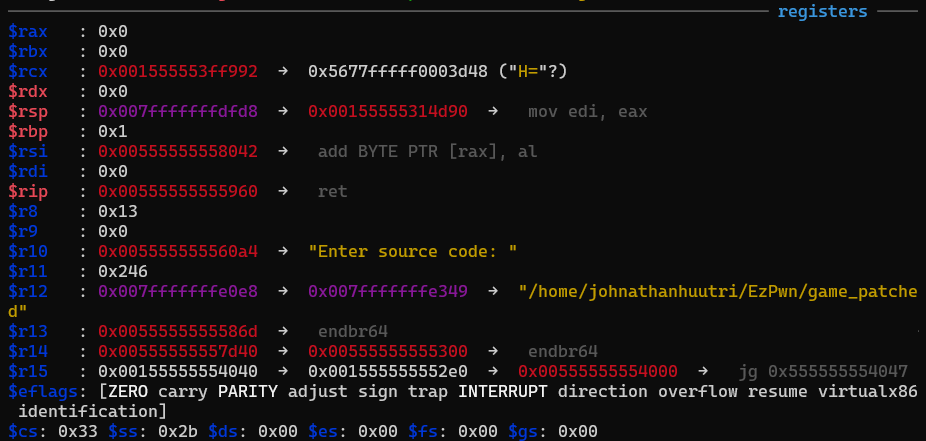 registers
$rax   : 0x0
$rbx   : 0x0
$rcx   : 0x001555553ff992  →  0x5677fffff0003d48 ("H="?)
$rdx   : 0x0
$rsp   : 0x007fffffffdfd8  →  0x00155555314d90  →   mov edi, eax
$rbp   : 0x1
$rsi   : 0x00555555558042  →   add BYTE PTR [rax], al
$rdi   : 0x0
$rip   : 0x00555555555960  →   ret
$r8    : 0x13
$r9    : 0x0
$r10   : 0x005555555560a4  →  "Enter source code: "
$r11   : 0x246
$r12   : 0x007fffffffe0e8  →  0x007fffffffe349  →  "/home/johnathanhuutri/EzPwn/game_patche
d"
$r13   : 0x0055555555586d  →   endbr64
$r14   : 0x00555555557d40  →  0x00555555555300  →   endbr64
$r15   : 0x00155555554040  →  0x001555555552e0  →  0x00555555554000  →   jg 0x555555554047
$eflags: [ZERO carry PARITY adjust sign trap INTERRUPT direction overflow resume virtualx86
identification]
$cs: 0x33 $ss: 0x2b $ds: 0x00 $es: 0x00 $fs: 0x00 $gs: 0x00